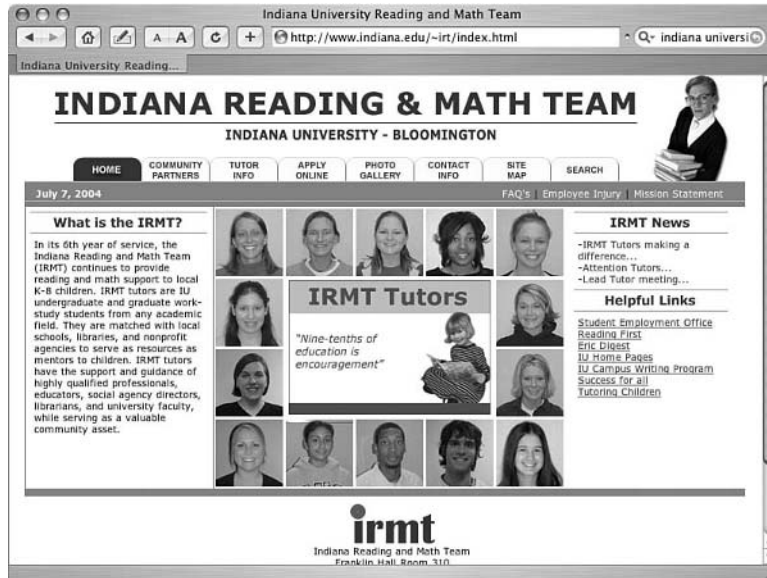 Indiana University Reading and Math Team
A A
http://www.indiana.edu/~irt/index.html
indiana universi
Indiana University Reading...
INDIANA READING & MATH TEAM
INDIANA UNIVERSITY - BLOOMINGTON
HOME
COMMUNITY
PARTNERS
TUTOR
INFO
APPLY
ONLINE
PHOTO
GALLERY
CONTACT
INFO
SITE
MAP
SEARCH
July 7, 2004
FAQ's | Employee Injury | Mission Statement
What is the IRMT?
In its 6th year of service, the
Indiana Reading and Math Team
(IRMT) continues to provide
reading and math support to local
K-8 children. IRMT tutors are IU
undergraduate and graduate work-
study students from any academic
field. They are matched with local
schools, libraries, and nonprofit
agencies to serve as resources as
mentors to children. IRMT tutors
have the support and guidance of
highly qualified professionals,
educators, social agency directors,
librarians, and university faculty,
while serving as a valuable
community asset.
IRMT Tutors
"Nine-tenths of
education is
encouragement"
IRMT News
-IRMT Tutors making a
difference...
-Attention Tutors...
-Lead Tutor meeting...
Helpful Links
Student Employment Office
Reading First
Eric Digest
IU Home Pages
IU Campus Writing Program
Success for all
Tutoring Children
irmt
Indiana Reading and Math Team
Franklin Hall Room 310